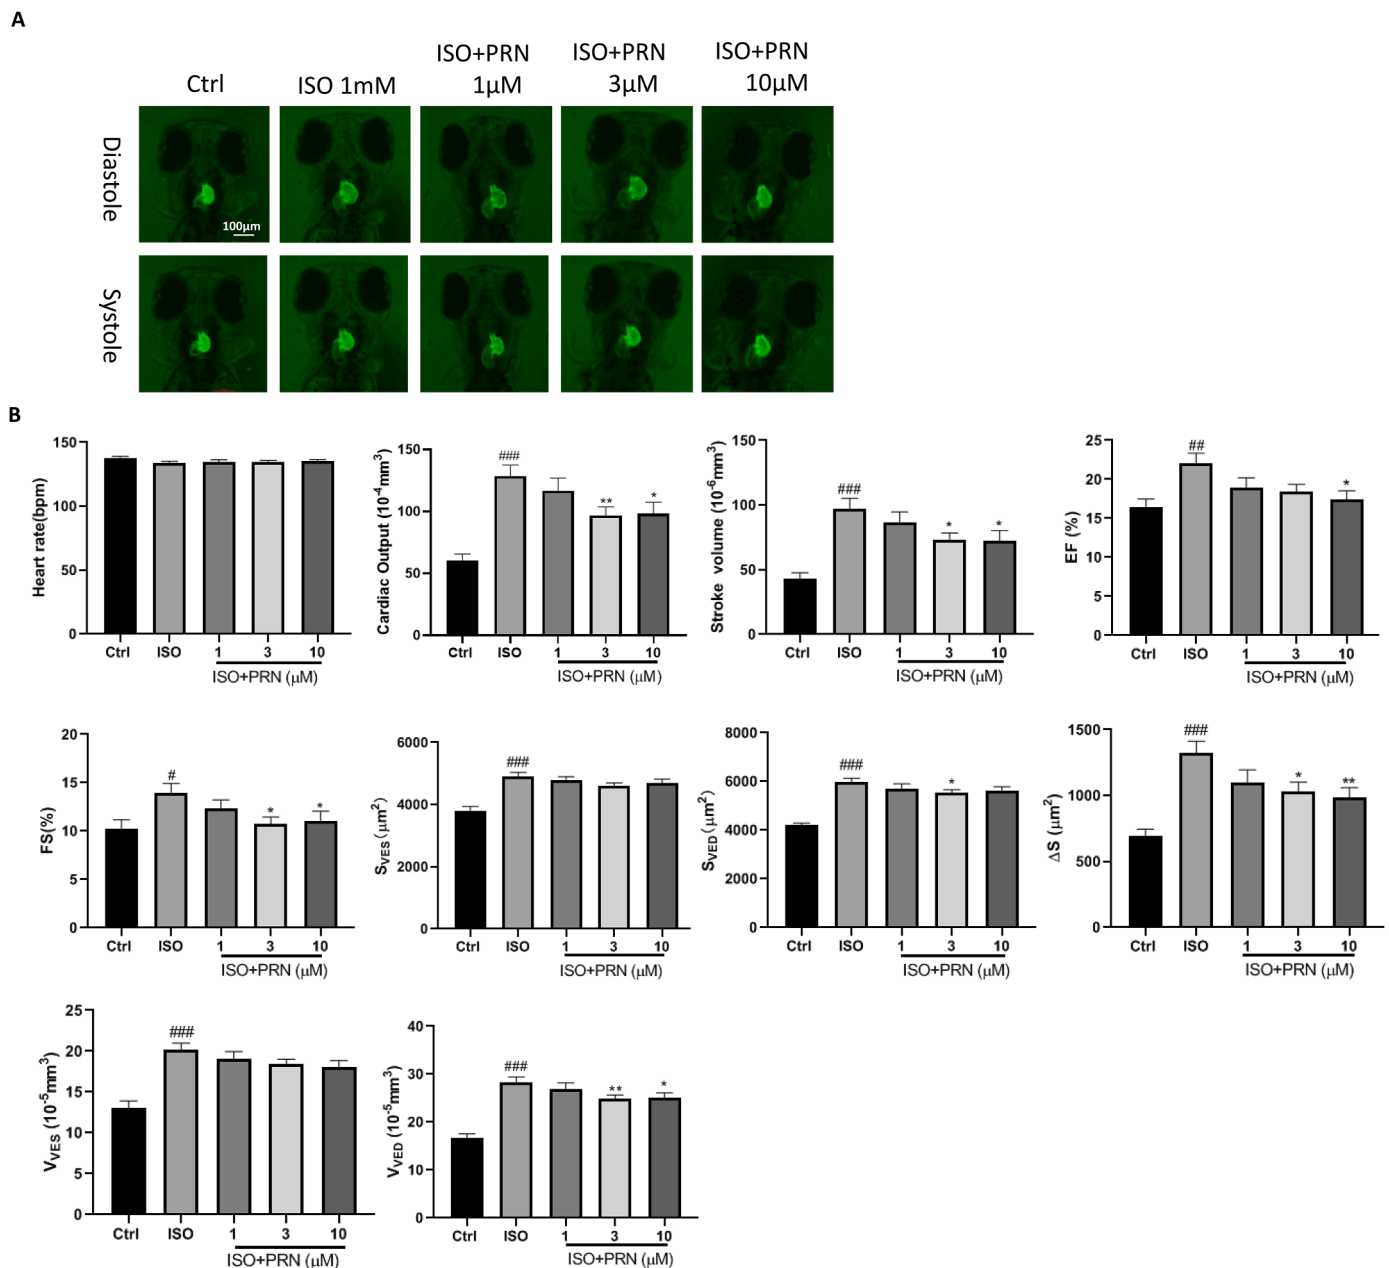 A
Ctrl
ISO 1mM
ISO+PRN
1μM
ISO+PRN
3μM
ISO+PRN
10μM
Diastole
100μm
Systole
B
Heart rate(bpm)
150
100
50
0
Ctrl ISO 1 3 10
ISO+PRN (μM)
Cardiac Output (10-4mm3)
150
100
50
0
###
**
*
Ctrl ISO 1 3 10
ISO+PRN (μM)
Stroke volume (10-6mm3)
150
100
50
0
###
*
*
Ctrl ISO 1 3 10
ISO+PRN (μM)
EF (%)
25
20
15
10
5
0
##
*
Ctrl ISO 1 3 10
ISO+PRN (μM)
FS(%)
20
15
10
5
0
#
*
*
Ctrl ISO 1 3 10
ISO+PRN (μM)
SVES(μm2)
6000
4000
2000
0
###
Ctrl ISO 1 3 10
ISO+PRN (μM)
SVED(μm2)
8000
6000
4000
2000
0
###
*
Ctrl ISO 1 3 10
ISO+PRN (μM)
ΔS (μm2)
1500
1000
500
0
###
*
**
Ctrl ISO 1 3 10
ISO+PRN (μM)
VVES (10-5mm3)
25
20
15
10
5
0
###
Ctrl ISO 1 3 10
ISO+PRN (μM)
VVED (10-5mm3)
40
30
20
10
0
###
**
*
Ctrl ISO 1 3 10
ISO+PRN (μM)